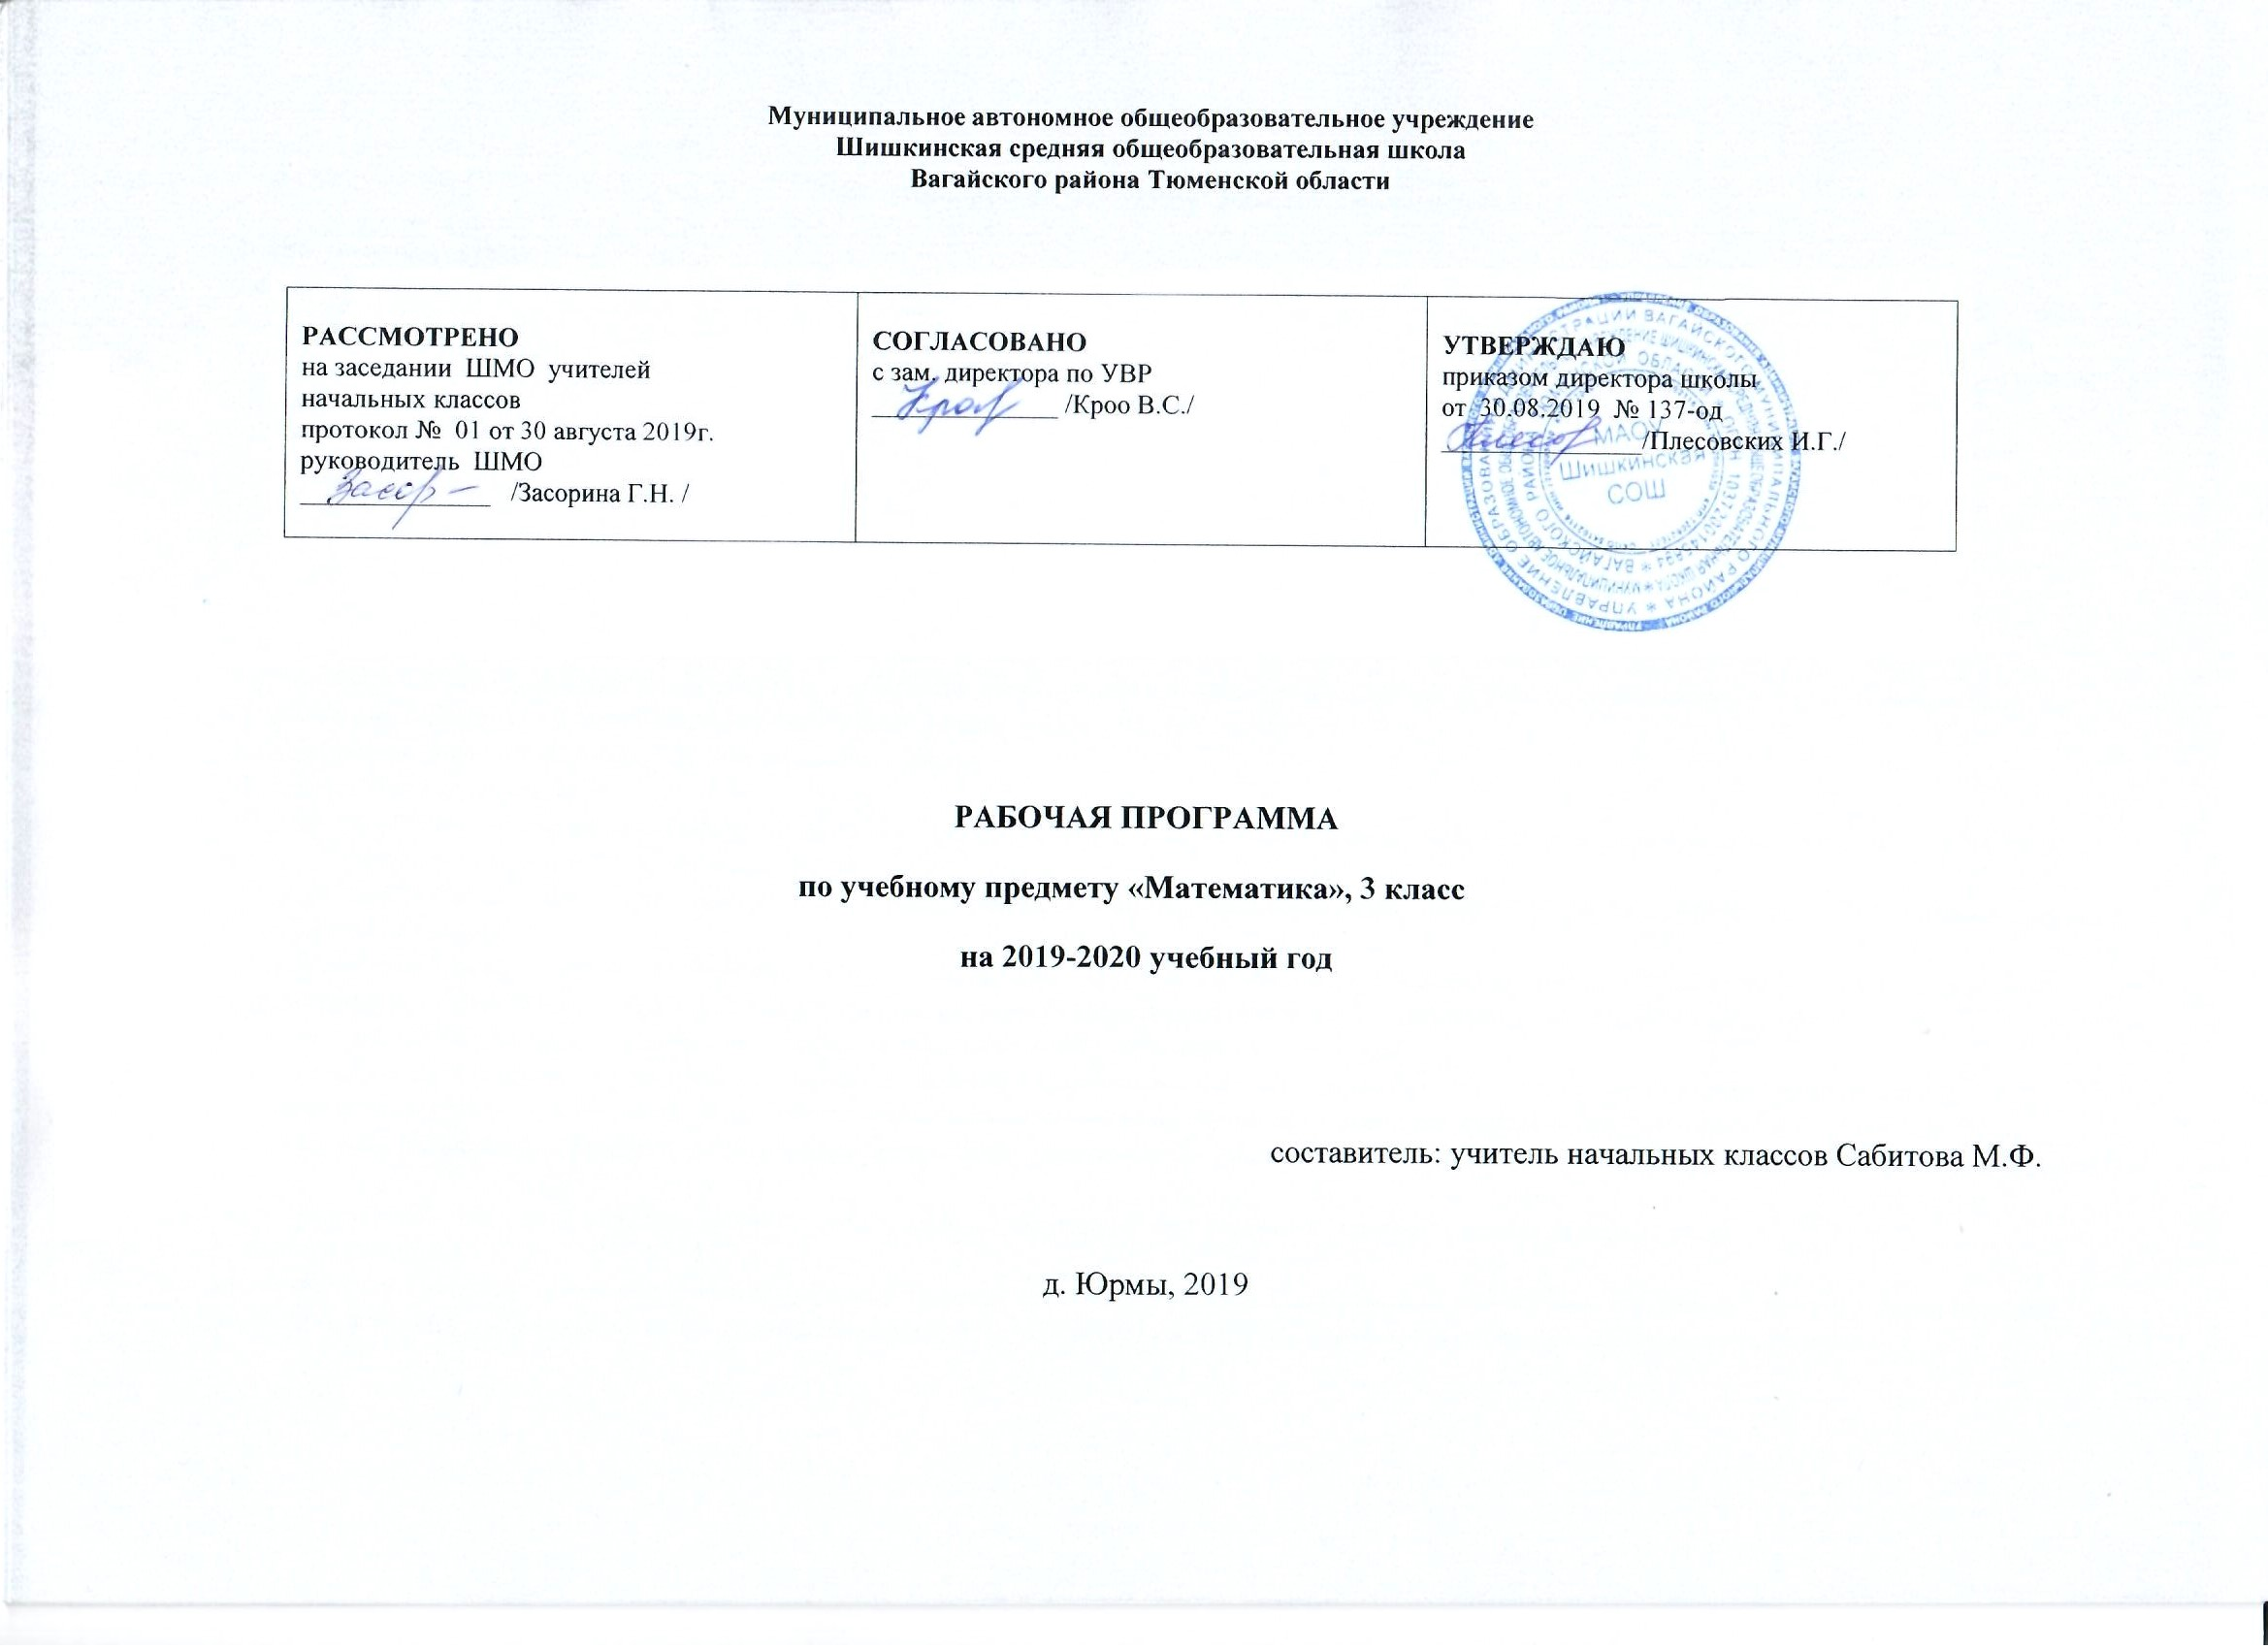 Муниципальное автономное общеобразовательное учреждение
Шишкинская средняя общеобразовательная школа
Вагайского района Тюменской области
РАССМОТРЕНО
на заседании ШМО учителей
начальных классов
протокол № 01 от 30 августа 2019г.
руководитель ШМО
/Засорина Г.Н. /
СОГЛАСОВАНО
с зам. директора по УВР
/Кроо В.С./
УТВЕРЖДАЮ
приказом директора школы
от 30.08.2019 № 137-од
/Плесовских И.Г./
МАОУ
Шишкинская
СОШ
РАБОЧАЯ ПРОГРАММА
по учебному предмету «Математика», 3 класс
на 2019-2020 учебный год
составитель: учитель начальных классов Сабитова М.Ф.
д. Юрмы, 2019